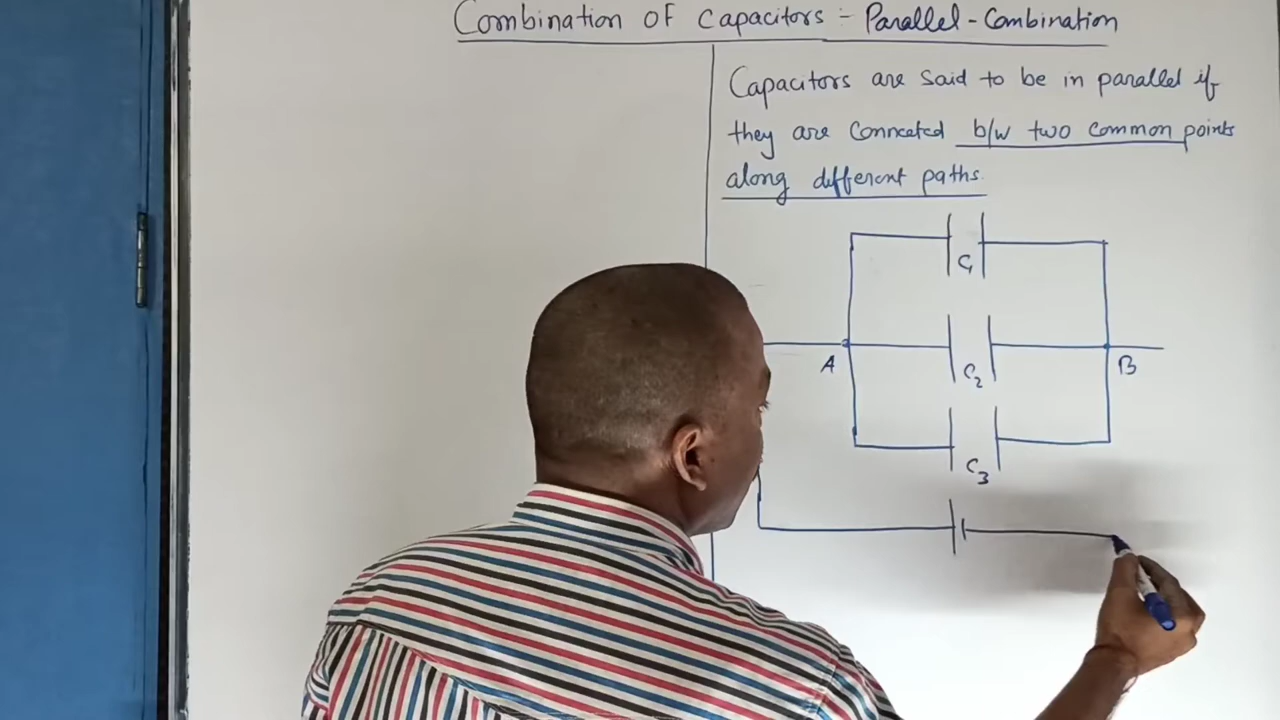 Combination of Capacitors :- Parallel-Combination
Capacitors are said to be in parallel if
they are connceted b/w two common points
along different paths.
C1
A
C2
B
C3